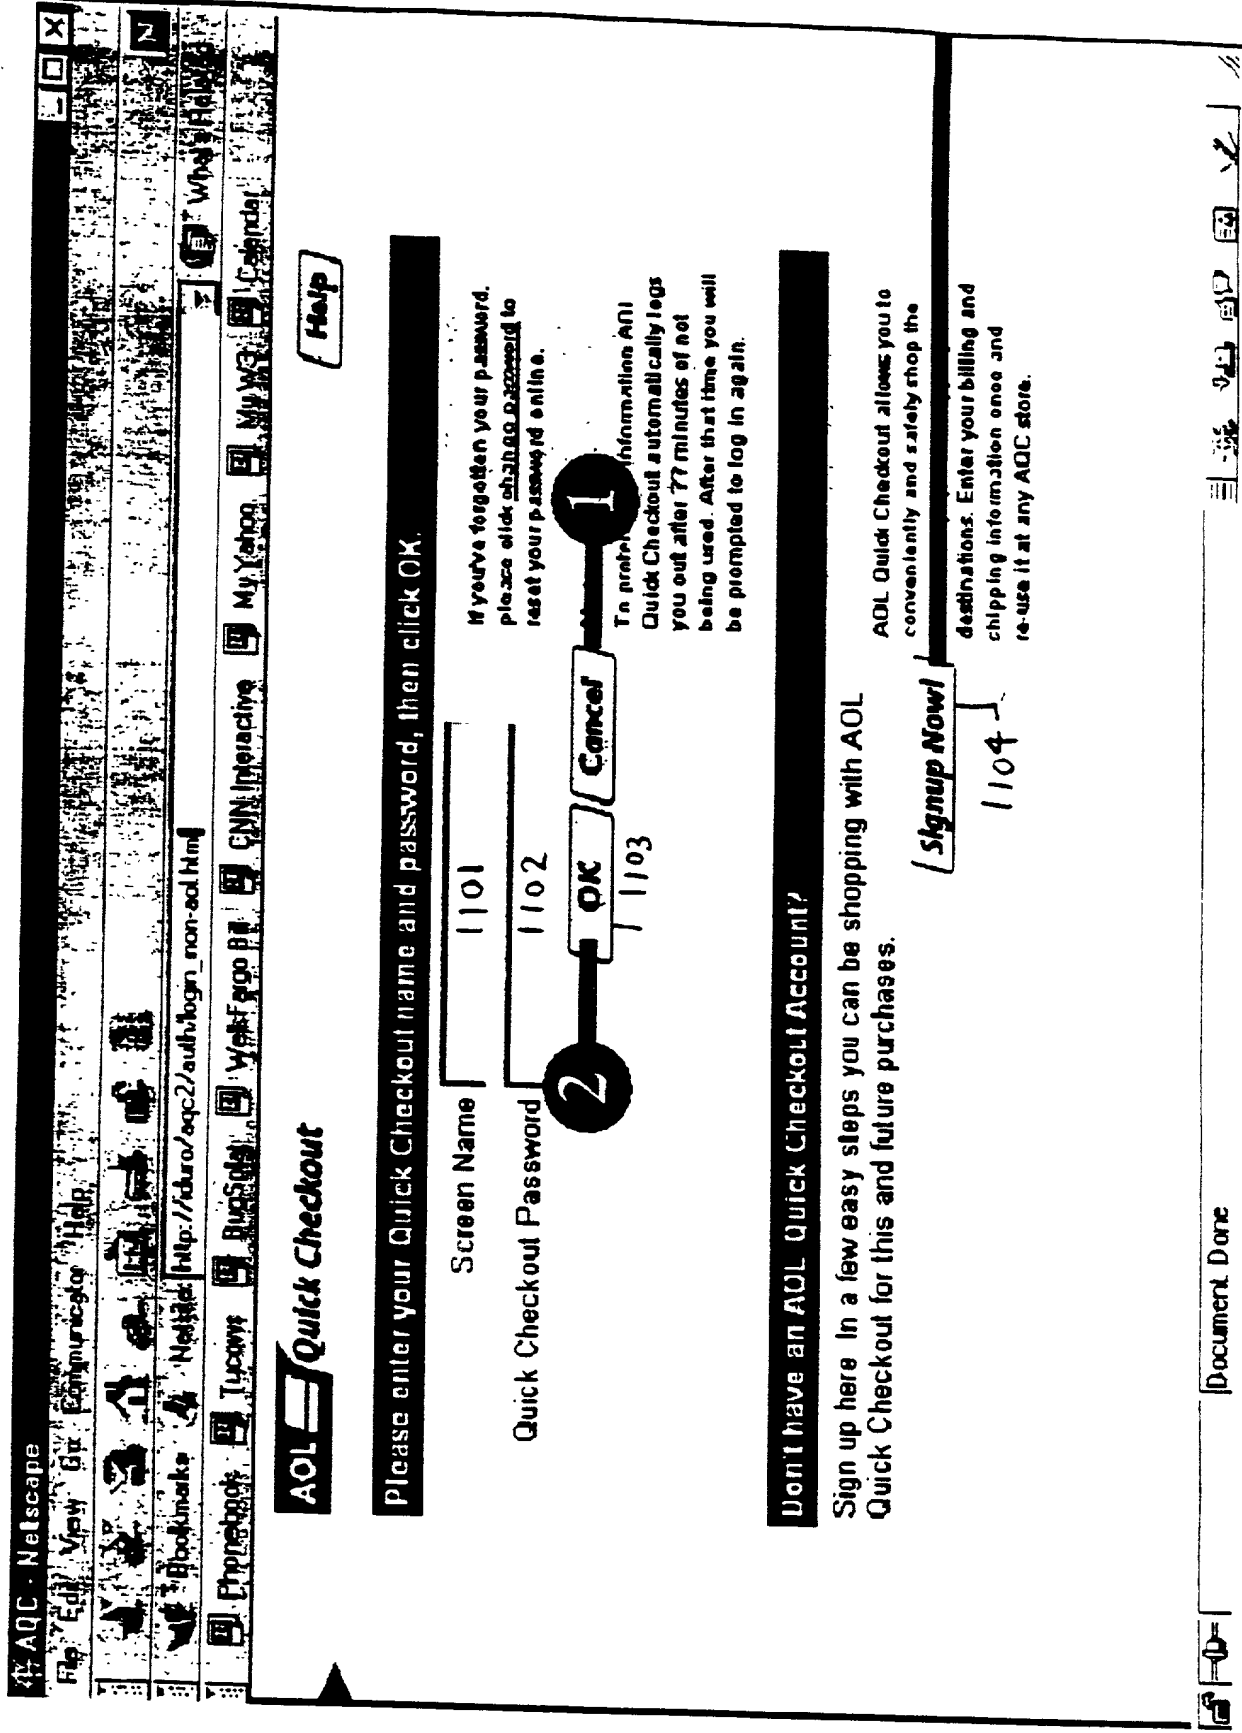 AQC - Netscape
File Edit View Go Communicator Help
Bookmarks Netsite: http://iduro/aqc2/auth/login_non-aol.html What's Related
N
Phonebook Tucows BugSplat Wells Fargo CNN Interactive My Yahoo My W3 Calendar
AOL Quick Checkout
Help
Please enter your Quick Checkout name and password, then click OK.
Screen Name 1101
Quick Checkout Password 1102
If you've forgotten your password,
please click change password to
reset your password online.
2 OK Cancel 1
1103
information
Quick Checkout automatically logs
you out after 77 minutes of not
being used. After that time you will
be prompted to log in again.
Don't have an AOL Quick Checkout Account?
Sign up here In a few easy steps you can be shopping with AOL
Quick Checkout for this and future purchases.
AOL Quick Checkout allows you to
conveniently and safely shop the
destinations. Enter your billing and
shipping information once and
re-use it at any AQC store.
Signup Now!
1104
Document: Done